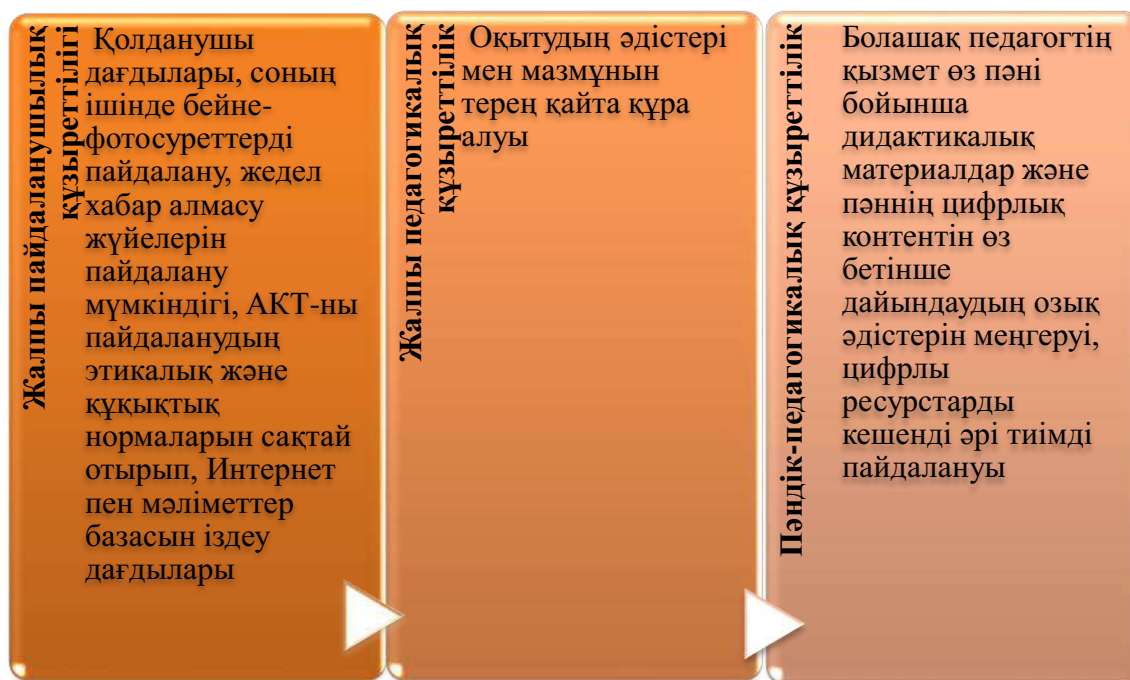 Жалпы пайдаланушылық
құзыреттілігі
Қолданушы
дағдылары, соның
ішінде бейне-
фотосуреттерді
пайдалану, жедел
хабар алмасу
жүйелерін
пайдалану
мүмкіндігі, АКТ-ны
пайдаланудың
этикалық және
құқықтық
нормаларын сақтай
отырып, Интернет
пен мәліметтер
базасын іздеу
дағдылары
Жалпы педагогикалық
құзыреттілік
Оқытудың әдістері
мен мазмұнын
терең қайта құра
алуы
Пәндік-педагогикалық құзыреттілік
Болашақ педагогтің
қызмет өз пәні
бойынша
дидактикалық
материалдар және
пәннің цифрлық
контентін өз
бетінше
дайындаудың озық
әдістерін меңгеруі,
цифрлы
ресурстарды
кешенді әрі тиімді
пайдалануы